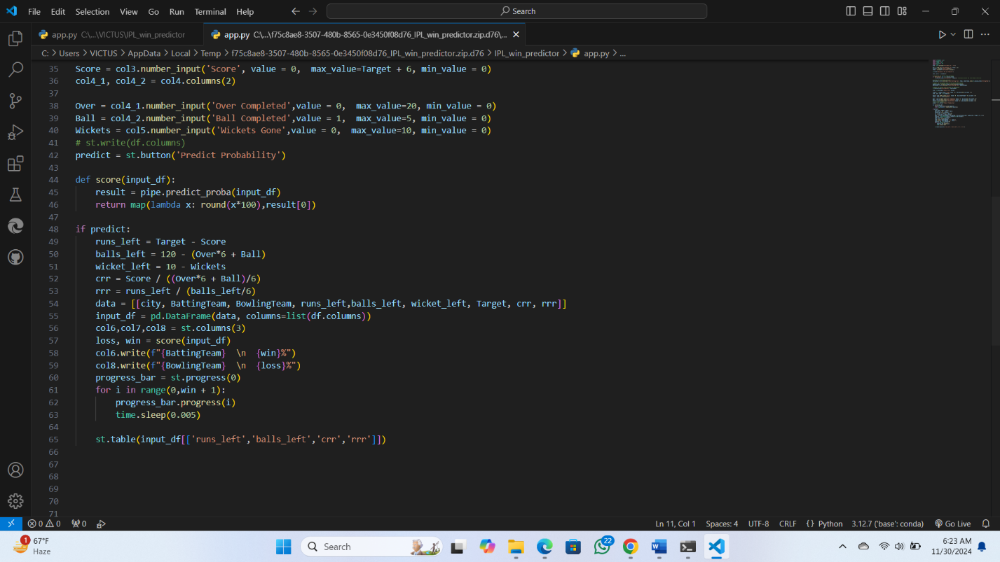 File Edit Selection View Go Run Terminal Help
Search
app.py C:\...\VICTUS\IPL_win_predictor
app.py C:\...\f75c8ae8-3507-480b-8565-0e3450f08d76_IPL_win_predictor.zip.d76\...
C: > Users > VICTUS > AppData > Local > Temp > f75c8ae8-3507-480b-8565-0e3450f08d76_IPL_win_predictor.zip.d76 > IPL_win_predictor > app.py > ...
35 Score = col3.number_input('Score', value = 0,  max_value=Target + 6, min_value = 0)
36 col4_1, col4_2 = col4.columns(2)
37
38 Over = col4_1.number_input('Over Completed',value = 0,  max_value=20, min_value = 0)
39 Ball = col4_2.number_input('Ball Completed',value = 1,  max_value=5, min_value = 0)
40 Wickets = col5.number_input('Wickets Gone',value = 0,  max_value=10, min_value = 0)
41 # st.write(df.columns)
42 predict = st.button('Predict Probability')
43
44 def score(input_df):
45     result = pipe.predict_proba(input_df)
46     return map(lambda x: round(x*100),result[0])
47
48 if predict:
49     runs_left = Target - Score
50     balls_left = 120 - (Over*6 + Ball)
51     wicket_left = 10 - Wickets
52     crr = Score / ((Over*6 + Ball)/6)
53     rrr = runs_left / (balls_left/6)
54     data = [[city, BattingTeam, BowlingTeam, runs_left,balls_left, wicket_left, Target, crr, rrr]]
55     input_df = pd.DataFrame(data, columns=list(df.columns))
56     col6,col7,col8 = st.columns(3)
57     loss, win = score(input_df)
58     col6.write(f"{BattingTeam}  \n  {win}%")
59     col8.write(f"{BowlingTeam}  \n  {loss}%")
60     progress_bar = st.progress(0)
61     for i in range(0,win + 1):
62         progress_bar.progress(i)
63         time.sleep(0.005)
64
65     st.table(input_df[['runs_left','balls_left','crr','rrr']])
66
67
68
69
70
71
0 0 0 Ln 11, Col 1 Spaces: 4 UTF-8 CRLF {} Python 3.12.7 ('base': conda) Go Live
1 67°F
Haze
Search
22
6:23 AM
11/30/2024